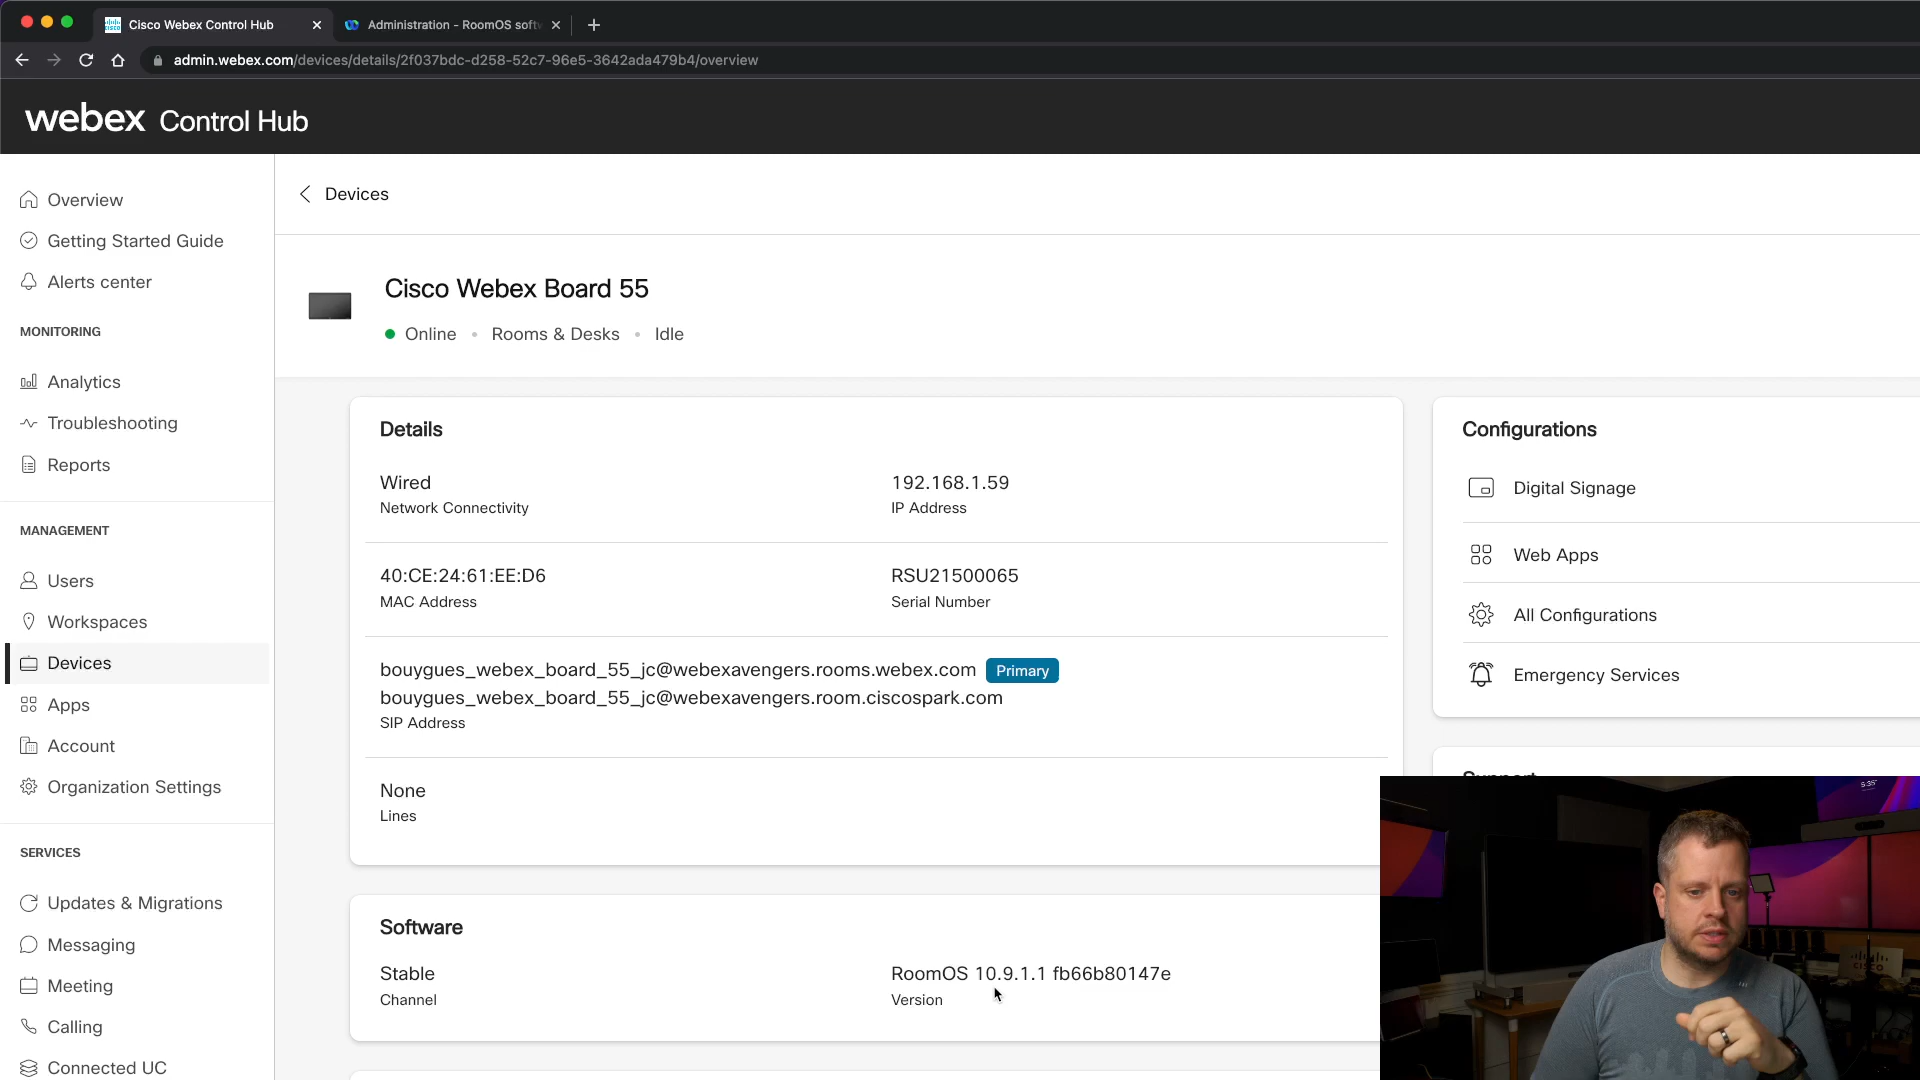 Cisco Webex Control Hub
Administration - RoomOS softw
admin.webex.com/devices/details/2f037bdc-d258-52c7-96e5-3642ada479b4/overview
webex Control Hub
Overview
Getting Started Guide
Alerts center
MONITORING
Analytics
Troubleshooting
Reports
MANAGEMENT
Users
Workspaces
Devices
Apps
Account
Organization Settings
SERVICES
Updates & Migrations
Messaging
Meeting
Calling
Connected UC
Devices
Cisco Webex Board 55
Online • Rooms & Desks • Idle
Details
Wired
Network Connectivity
192.168.1.59
IP Address
40:CE:24:61:EE:D6
MAC Address
RSU21500065
Serial Number
bouygues_webex_board_55_jc@webexavengers.rooms.webex.com Primary
bouygues_webex_board_55_jc@webexavengers.room.ciscospark.com
SIP Address
None
Lines
Software
Stable
Channel
RoomOS 10.9.1.1 fb66b80147e
Version
Configurations
Digital Signage
Web Apps
All Configurations
Emergency Services
Support
5:35
CISCO